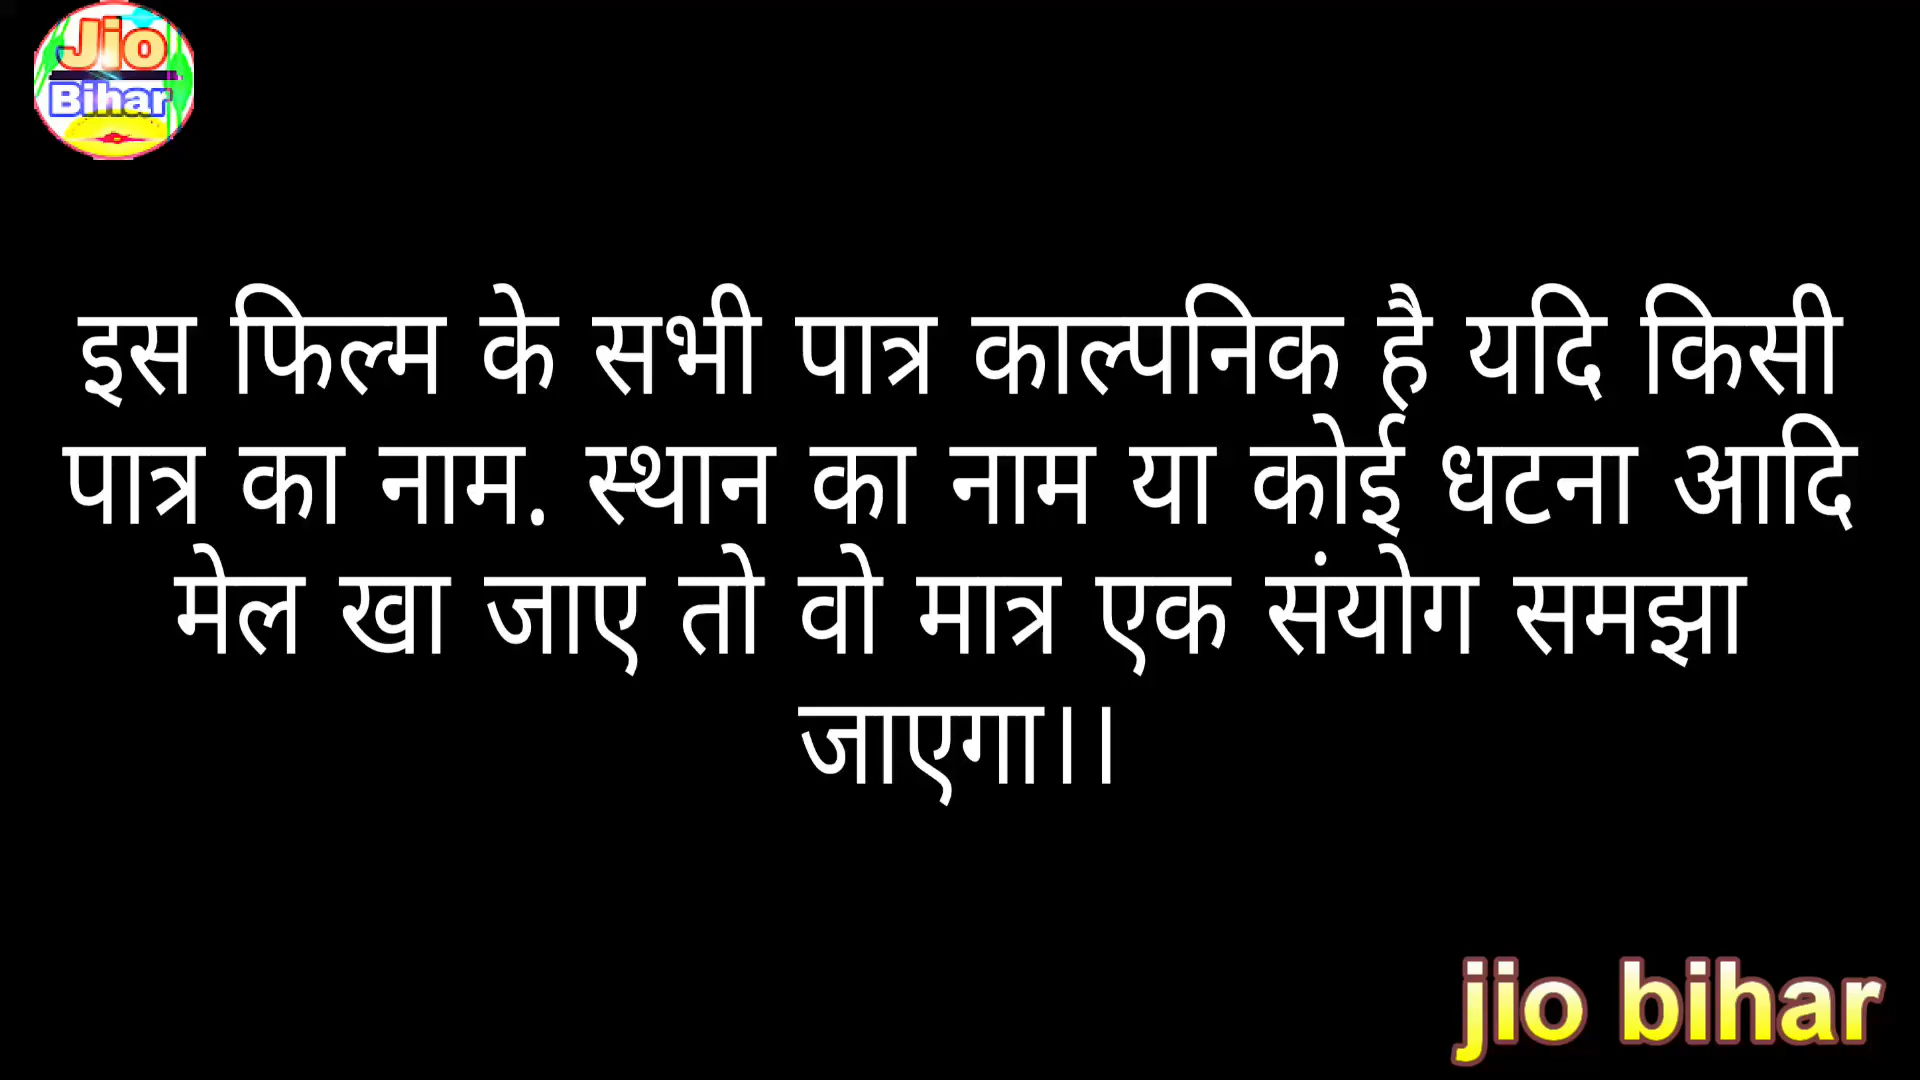 Jio
Bihar
इस फिल्म के सभी पात्र काल्पनिक है यदि किसी
पात्र का नाम. स्थान का नाम या कोई धटना आदि
मेल खा जाए तो वो मात्र एक संयोग समझा
जाएगा।।
jio bihar